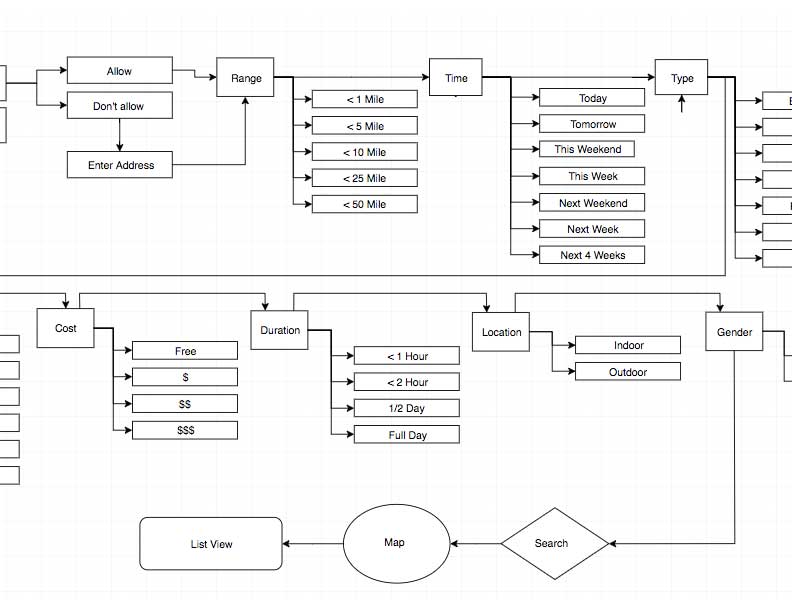 Allow
Don't allow
Enter Address
Range
< 1 Mile
< 5 Mile
< 10 Mile
< 25 Mile
< 50 Mile
Time
Today
Tomorrow
This Weekend
This Week
Next Weekend
Next Week
Next 4 Weeks
Type
Cost
Free
$
$$
$$$
Duration
< 1 Hour
< 2 Hour
1/2 Day
Full Day
Location
Indoor
Outdoor
Gender
Search
Map
List View